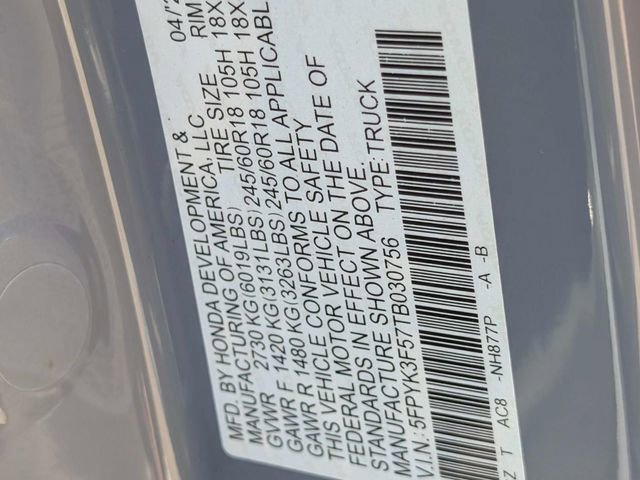 MFD. BY HONDA DEVELOPMENT & 04/'2
MANUFACTURING OF AMERICA, LLC
TIRE SIZE RIM
GVWR 2730 KG(6019LBS)
GAWR F 1420 KG(3131LBS) 245/60R18 105H 18X
GAWR R 1480 KG(3263LBS) 245/60R18 105H 18X
THIS VEHICLE CONFORMS TO ALL APPLICABL
FEDERAL MOTOR VEHICLE SAFETY
STANDARDS IN EFFECT ON THE DATE OF
MANUFACTURE SHOWN ABOVE.
V.I.N.: 5FPYK3F57TB030756 TYPE: TRUCK
Z T AC8 -NH877P -A -B